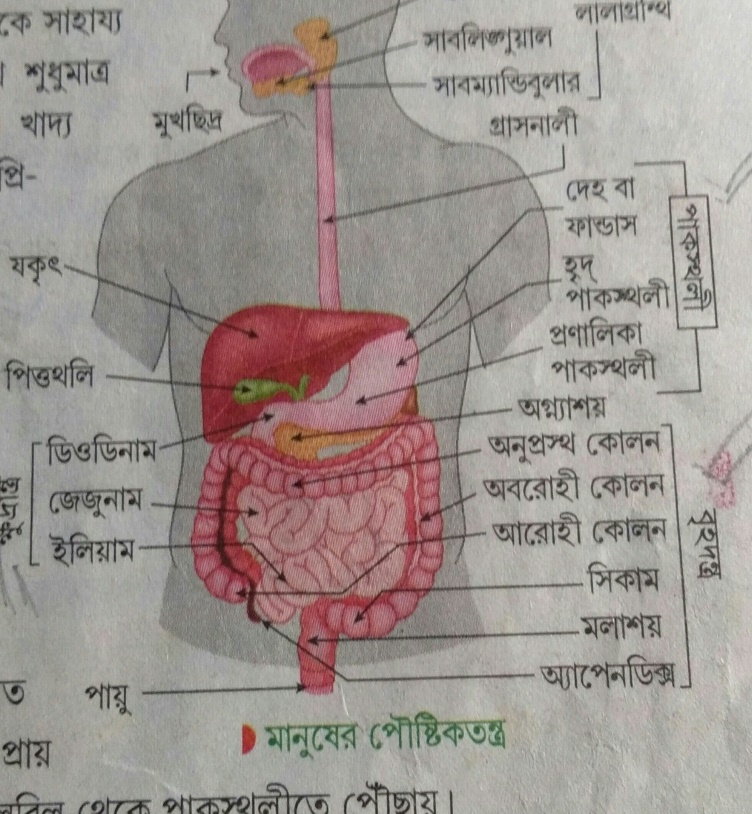 কে সাহায্য
শুধুমাত্র
খাদ্য
প্রি-
লালাগ্রন্থি
সাবলিঙ্গুয়াল
সাবম্যান্ডিবুলার
মুখছিদ্র
গ্রাসনালী
দেহ বা
ফান্ডাস
হৃদ্
পাকস্থলী
প্রণালিকা
পাকস্থলী
পাকস্থলী
যকৃৎ
পিত্তথলি
অগ্ন্যাশয়
ডিওডিনাম
জেজুনাম
ইলিয়াম
ক্ষুদ্রান্ত্র
অনুপ্রস্থ কোলন
অবরোহী কোলন
আরোহী কোলন
সিকাম
মলাশয়
অ্যাপেনডিক্স
বৃহদন্ত্র
পায়ু
ত
প্রায়
মানুষের পৌষ্টিকতন্ত্র
থেকে পাকস্থলীতে পৌঁছায়।